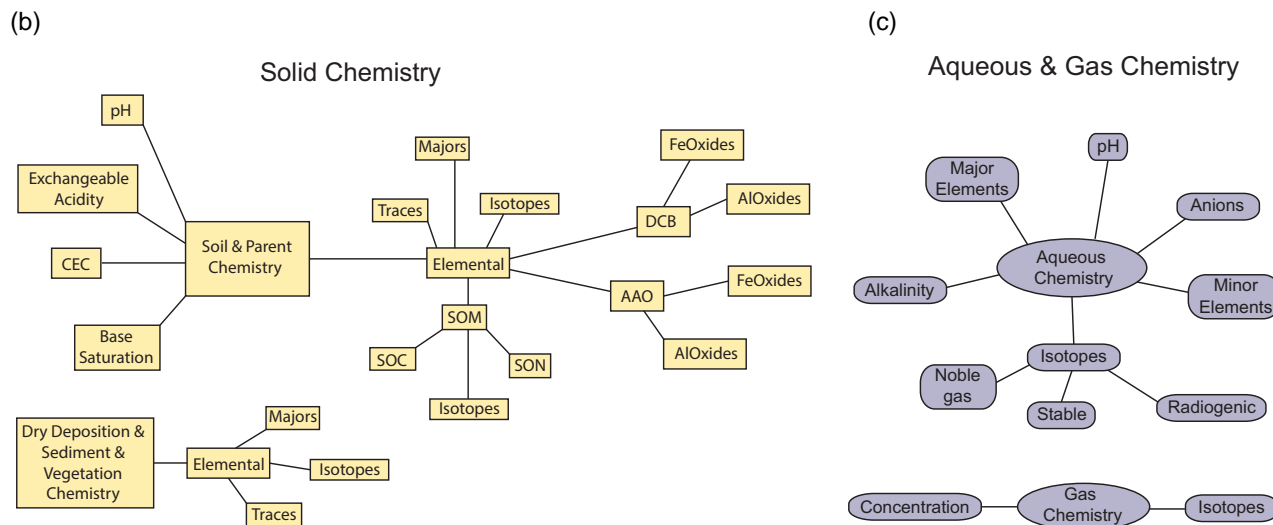 (b)
Solid Chemistry
pH
Exchangeable
Acidity
CEC
Base
Saturation
Soil & Parent
Chemistry
Majors
Traces
Isotopes
Elemental
SOM
SOC
SON
Isotopes
DCB
FeOxides
AlOxides
AAO
FeOxides
AlOxides
Dry Deposition &
Sediment &
Vegetation
Chemistry
Elemental
Majors
Isotopes
Traces
(c)
Aqueous & Gas Chemistry
Major
Elements
pH
Anions
Aqueous
Chemistry
Alkalinity
Minor
Elements
Isotopes
Noble
gas
Stable
Radiogenic
Concentration
Gas
Chemistry
Isotopes